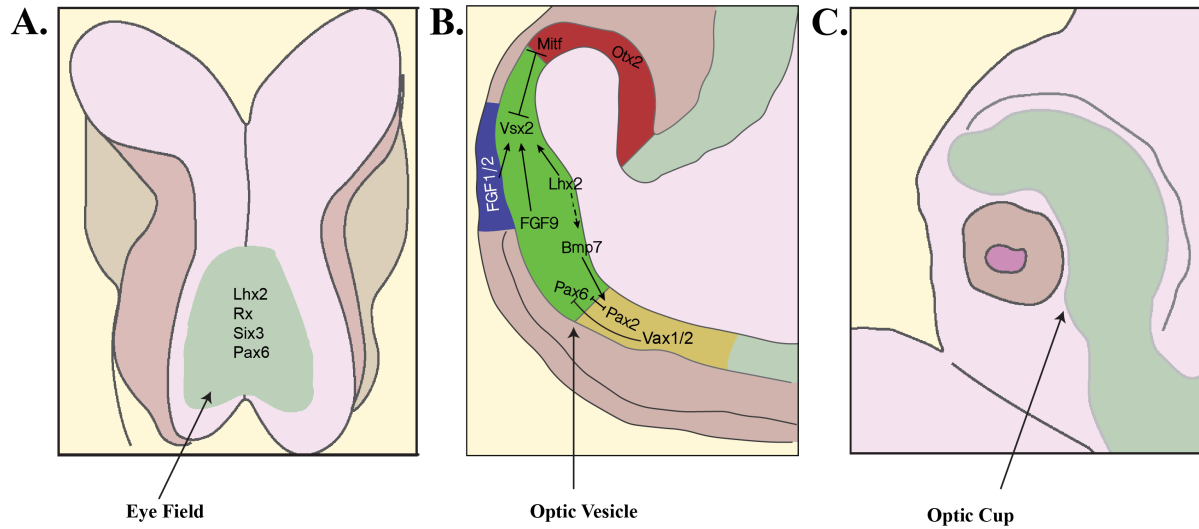 A.
Lhx2
Rx
Six3
Pax6
Eye Field
B.
Mitf
Otx2
Vsx2
FGF1/2
Lhx2
FGF9
Bmp7
Pax6
Pax2
Vax1/2
Optic Vesicle
C.
Optic Cup